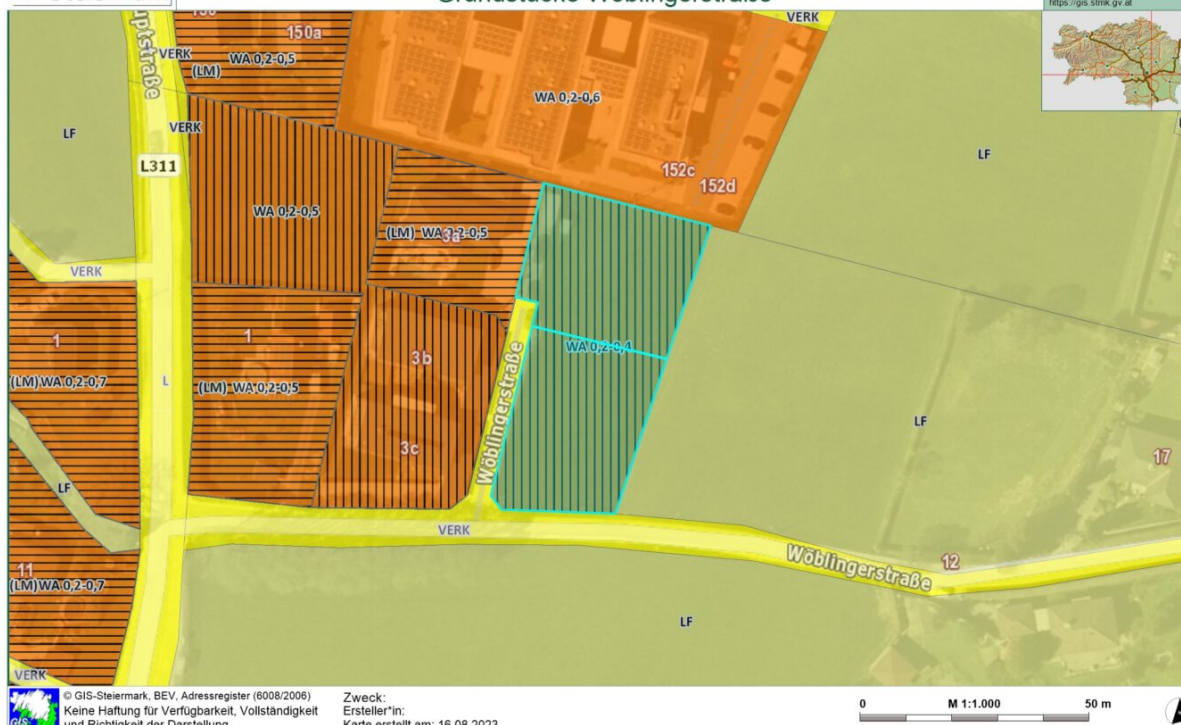 Grundstücke Wöblingerstraße
https://gis.stmk.gv.at
VERK
150a
VERK
WA 0,2-0,5
(LM)
WA 0,2-0,6
LF
VERK
L311
152c
152d
LF
WA 0,2-0,5
(LM) WA 0,2-0,5
3a
VERK
1
1
3b
WA 0,2-0,4
(LM) WA 0,2-0,7
L
(LM) WA 0,2-0,5
Wöblingerstraße
LF
3c
17
LF
VERK
Wöblingerstraße
12
11
(LM) WA 0,2-0,7
LF
VERK
© GIS-Steiermark, BEV, Adressregister (6008/2006)
Keine Haftung für Verfügbarkeit, Vollständigkeit
und Richtigkeit der Darstellung
Zweck:
Ersteller*in:
Karte erstellt am: 16.08.2023
0 M 1:1.000 50 m